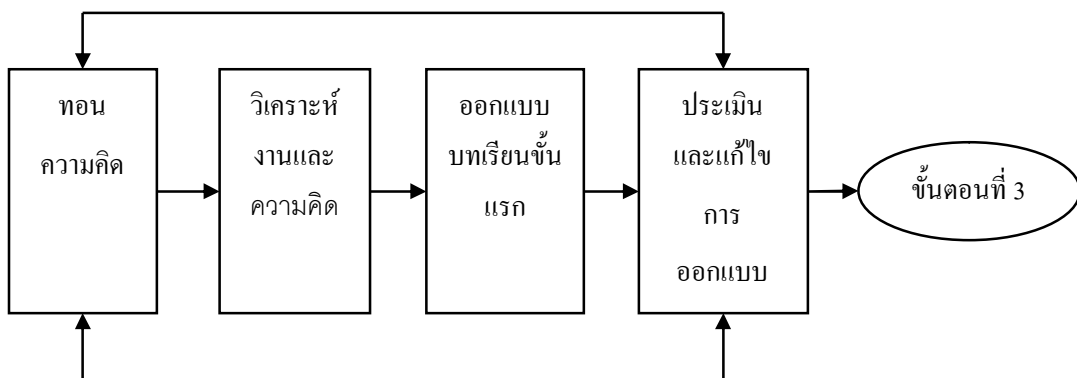 ทอน
ความคิด
วิเคราะห์
งานและ
ความคิด
ออกแบบ
บทเรียนขั้น
แรก
ประเมิน
และแก้ไข
การ
ออกแบบ
ขั้นตอนที่ 3